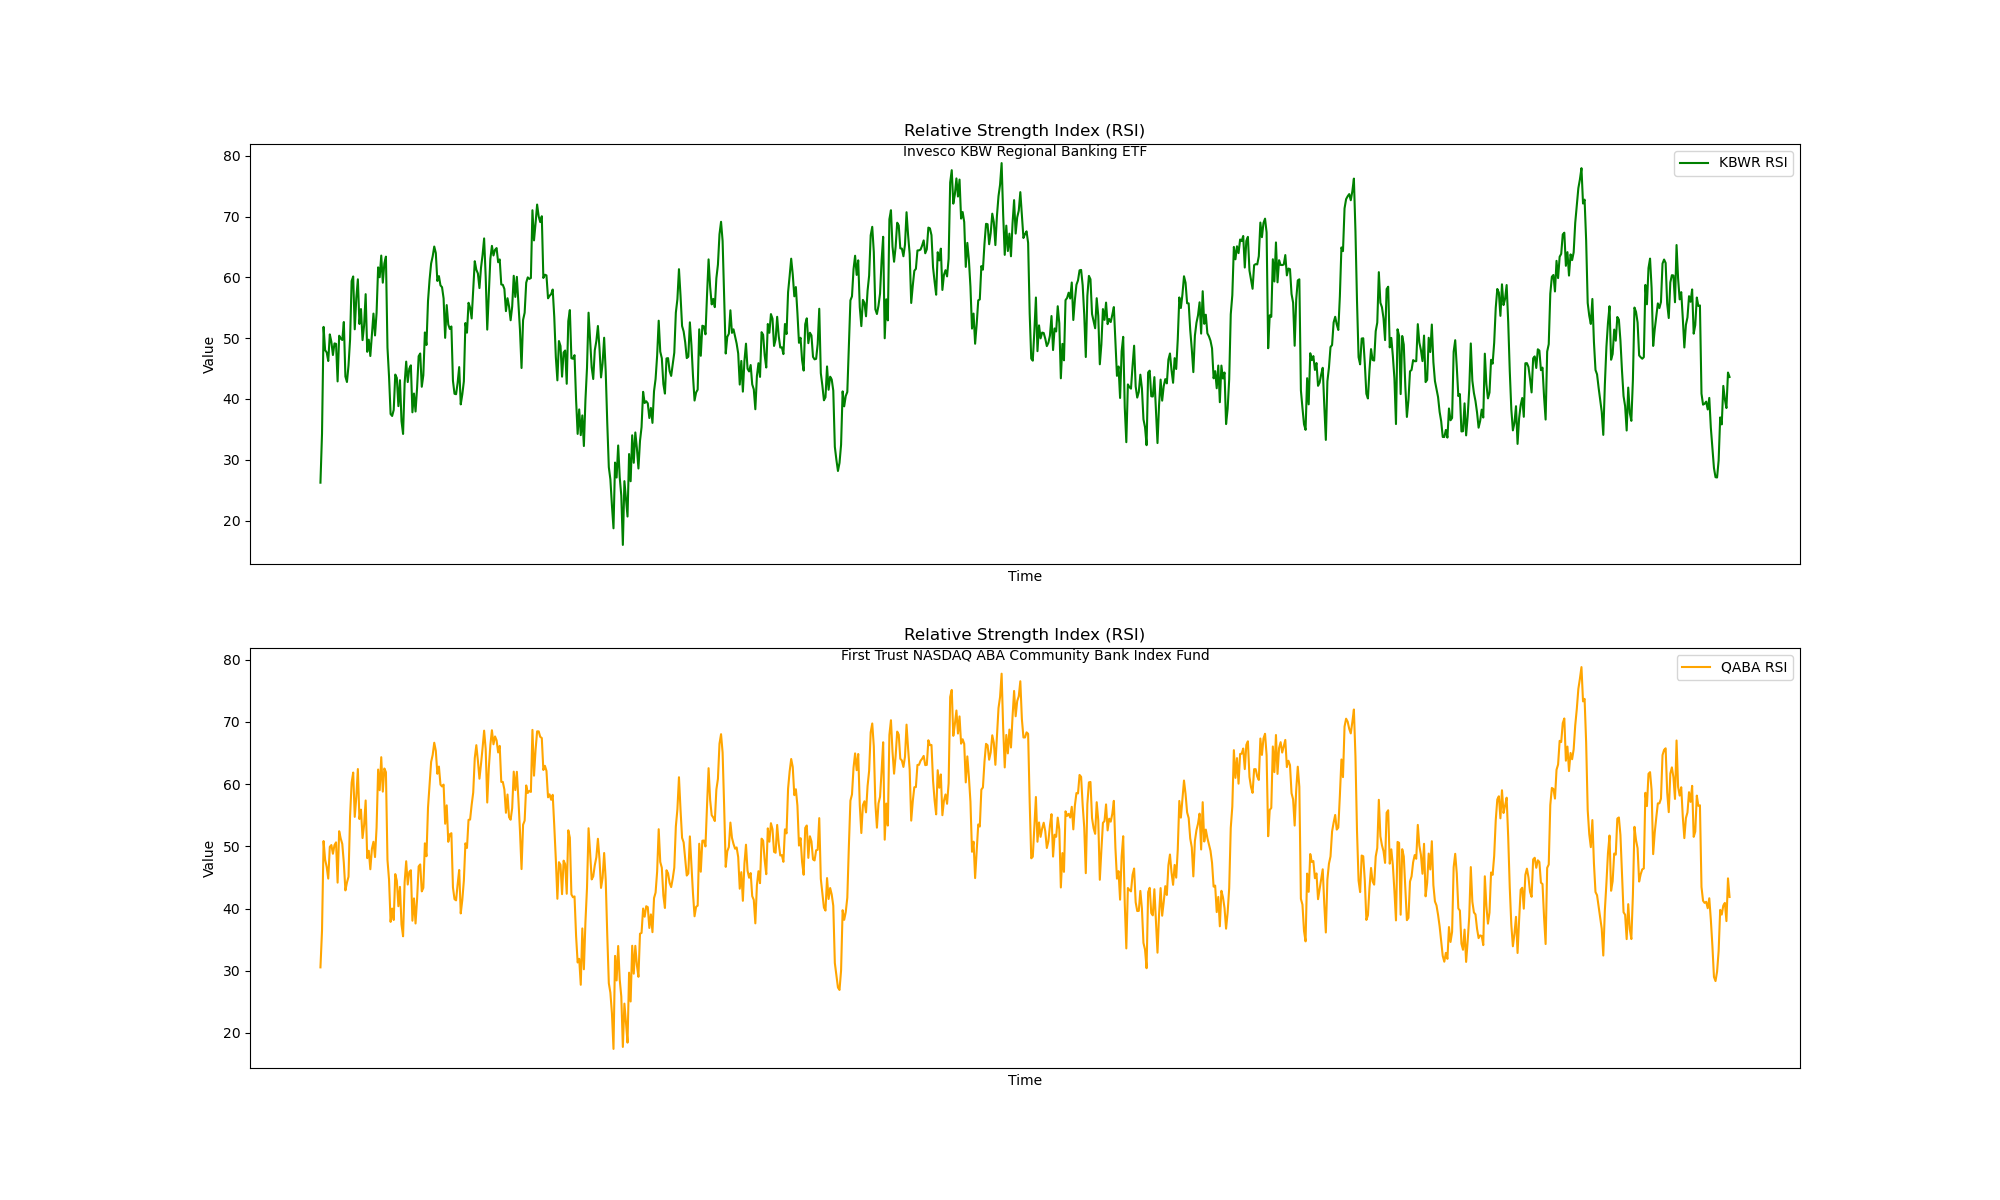 Relative Strength Index (RSI)
Invesco KBW Regional Banking ETF
KBWR RSI
80
70
60
50
40
30
20
Value
Time
Relative Strength Index (RSI)
First Trust NASDAQ ABA Community Bank Index Fund
QABA RSI
80
70
60
50
40
30
20
Value
Time